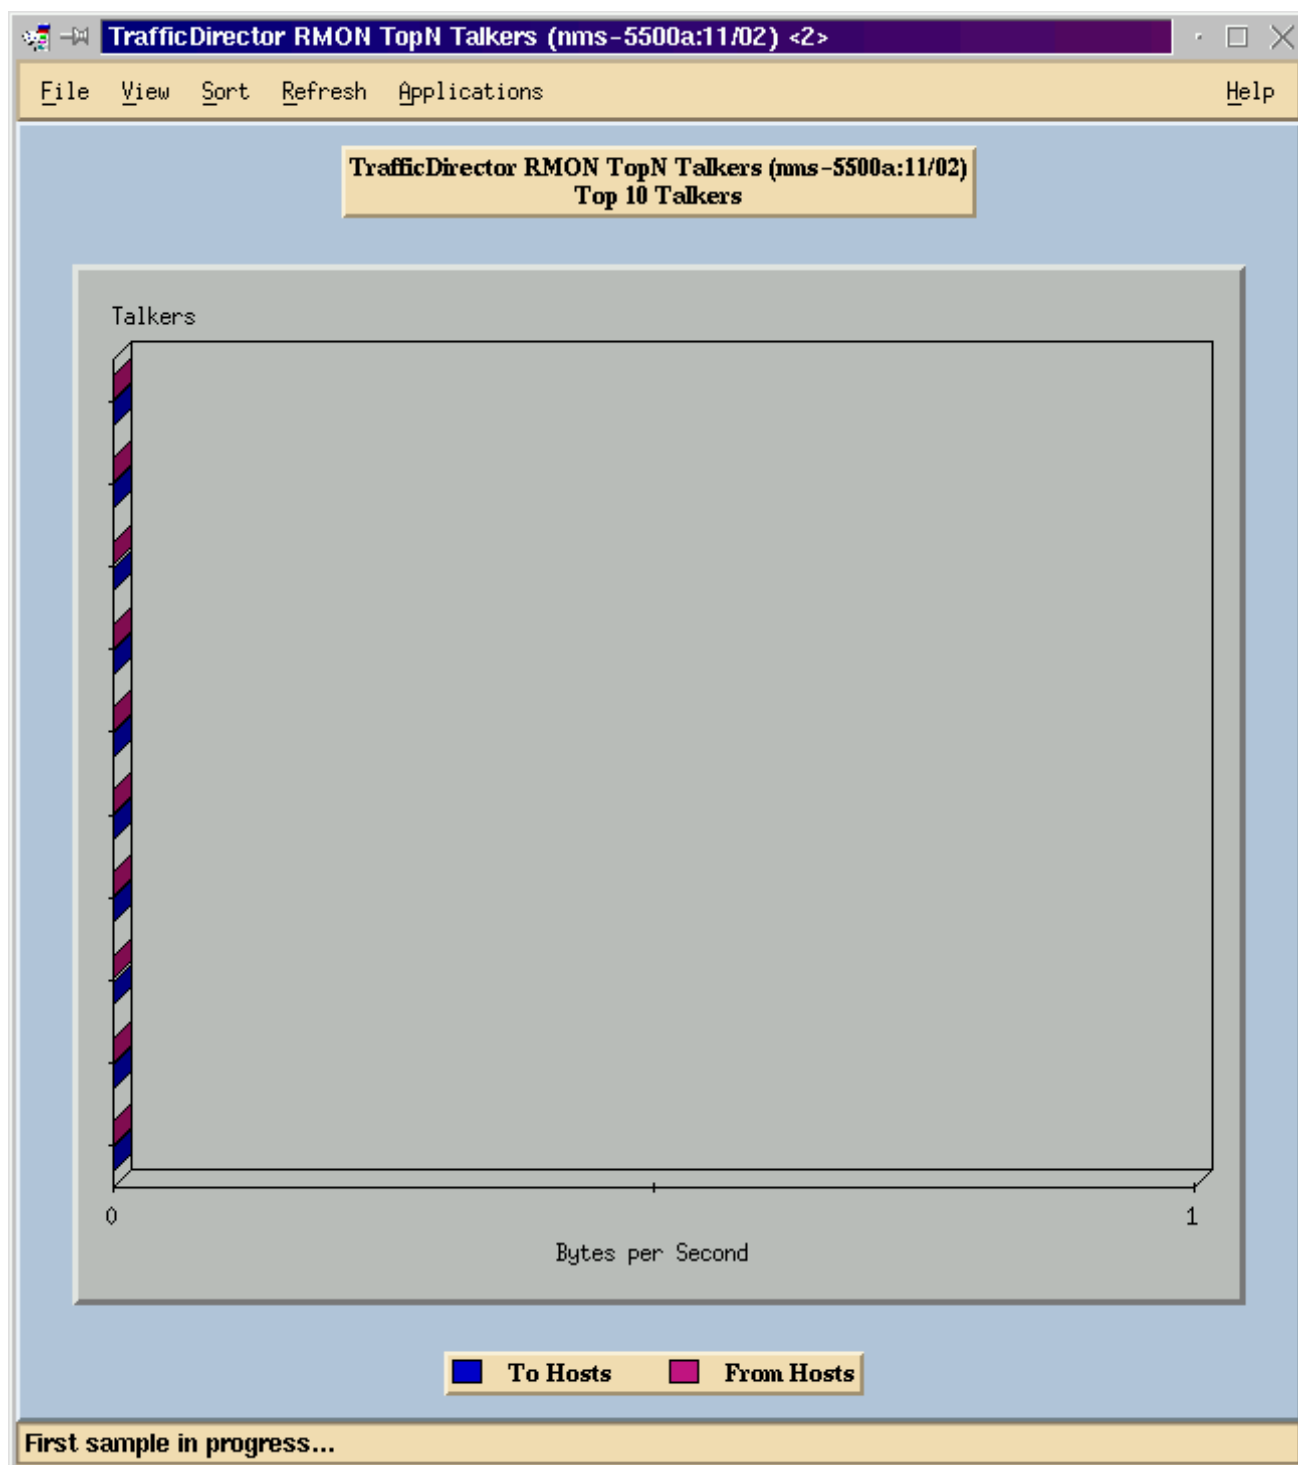 TrafficDirector RMON TopN Talkers (nms-5500a:11/02) <2>
File View Sort Refresh Applications Help
TrafficDirector RMON TopN Talkers (nms-5500a:11/02)
Top 10 Talkers
Talkers
0 1
Bytes per Second
To Hosts From Hosts
First sample in progress...